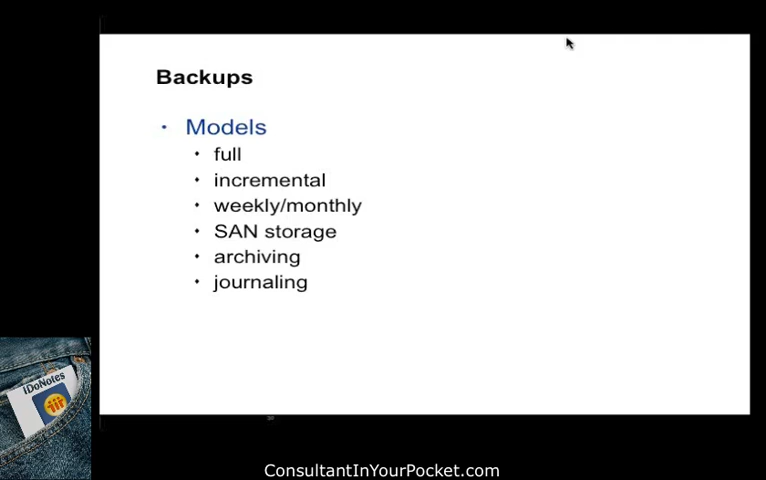 Backups
• Models
• full
• incremental
• weekly/monthly
• SAN storage
• archiving
• journaling
iDoNotes
ConsultantInYourPocket.com